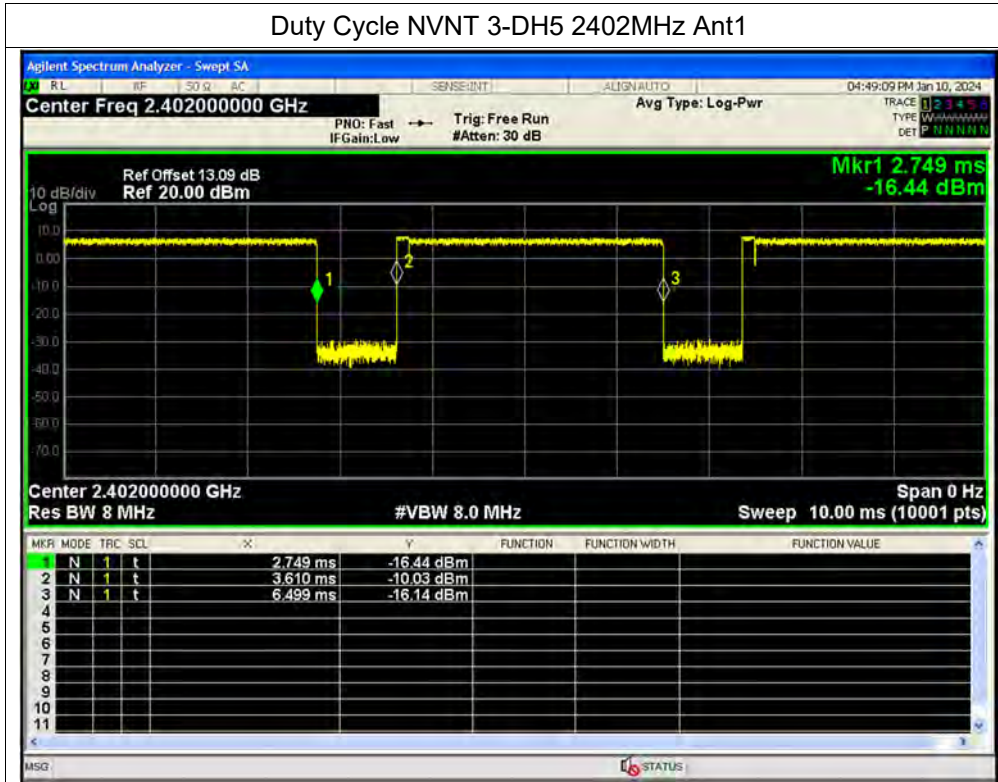 Duty Cycle NVNT 3-DH5 2402MHz Ant1
Agilent Spectrum Analyzer - Swept SA
LXI RL RF 50 Ω AC SENSE:INT ALIGN AUTO 04:49:09 PM Jan 10, 2024
Center Freq 2.402000000 GHz
PNO: Fast
IFGain:Low
Trig: Free Run
#Atten: 30 dB
Avg Type: Log-Pwr
TRACE 1 2 3 4 5 6
TYPE W
DET P N N N N N
Mkr1 2.749 ms
-16.44 dBm
Ref Offset 13.09 dB
10 dB/div Ref 20.00 dBm
Log
10.0
0.00
-10.0
-20.0
-30.0
-40.0
-50.0
-60.0
-70.0
1
2
3
Center 2.402000000 GHz Span 0 Hz
Res BW 8 MHz #VBW 8.0 MHz Sweep 10.00 ms (10001 pts)
MKR MODE TRC SCL X Y FUNCTION FUNCTION WIDTH FUNCTION VALUE
1 N 1 t 2.749 ms -16.44 dBm
2 N 1 t 3.610 ms -10.03 dBm
3 N 1 t 6.499 ms -16.14 dBm
4
5
6
7
8
9
10
11
MSG STATUS